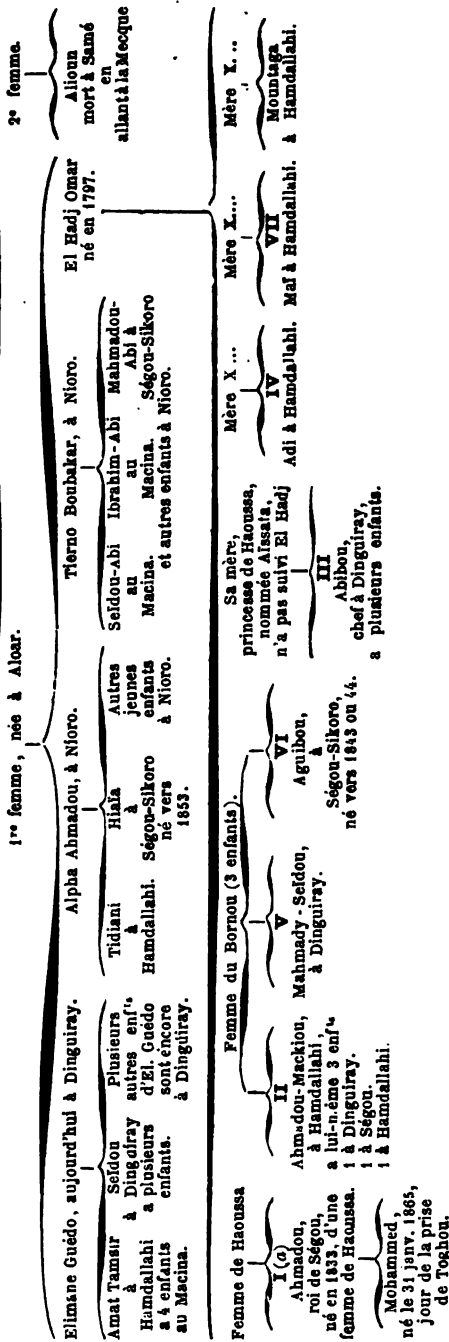 1re femme, née à Aloar.
2e femme.
Elimane Guédo, aujourd'hui à Dinguiray.
Alpha Ahmadou, à Nioro.
Tierno Boubakar, à Nioro.
El Hadj Omar
né en 1797.
Alioun
mort à Samé
en
allant à la Mecque
Amat Tamsir
à
Hamdallahi
a 4 enfants
au Macina.
Seïdou
à Dinguiray
a plusieurs
enfants.
Plusieurs
autres enfts
d'El. Guédo
sont encore
à Dinguiray.
Tidiani
à
Hamdallahi.
Hiaïa
à
Ségou-Sikoro
né vers
1853.
Autres
jeunes
enfants
à Nioro.
Seïdou-Abi
au
Macina.
Ibrahim-Abi
au
Macina.
Mahmadou-
Abi à
Ségou-Sikoro
et autres enfants à Nioro.
Femme de Haoussa
I (a)
Ahmadou,
roi de Ségou,
né en 1833, d'une
femme de Haoussa.
Mohammed,
né le 31 janv. 1865,
jour de la prise
de Toghou.
Femme du Bornou (3 enfants).
II
Ahmadou-Mackiou,
à Hamdallahi,
a lui-même 3 enfts
1 à Dinguiray.
1 à Ségou.
1 à Hamdallahi.
V
Mahmady-Seïdou,
à Dinguiray.
VI
Aguibou,
à
Ségou-Sikoro,
né vers 1843 ou 44.
Sa mère,
princesse de Haoussa,
nommée Aïssata,
n'a pas suivi El Hadj
III
Abibou,
chef à Dinguiray,
a plusieurs enfants.
Mère X...
IV
Adi à Hamdallahi.
Mère X....
VII
Maï à Hamdallahi.
Mère X...
Mountaga
à Hamdallahi.